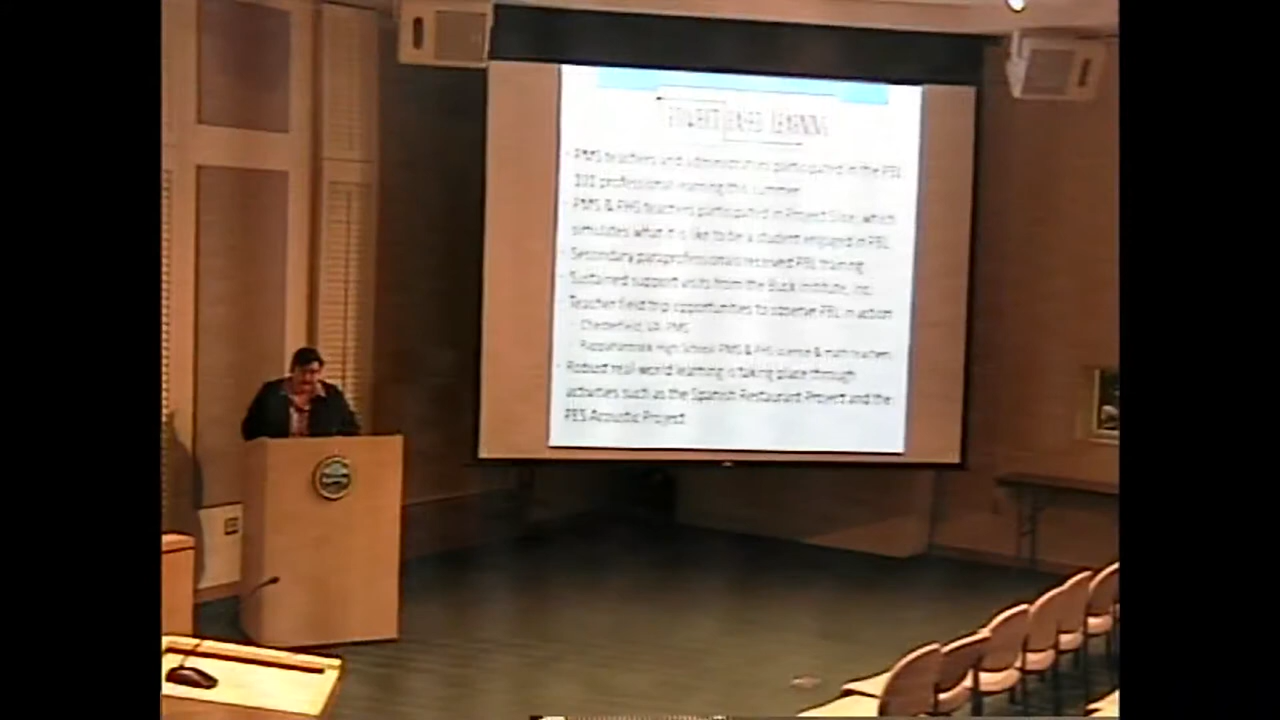 PROJECT BASED LEARNING
PMS teachers and administrators participated in the PBL
101 professional learning this summer
PMS & PHS teachers participated in Project Slice, which
simulates what it is like to be a student engaged in PBL
Secondary paraprofessionals received PBL training
Sustained support visits from the Buck Institute, Inc.
Teacher field trip opportunities to observe PBL in action
Chesterfield, VA: PMS
Rappahannock High School: PMS & PHS science & math teachers
Robust real-world learning is taking place through
activities such as the Spanish Restaurant Project and the
PES Acoustic Project